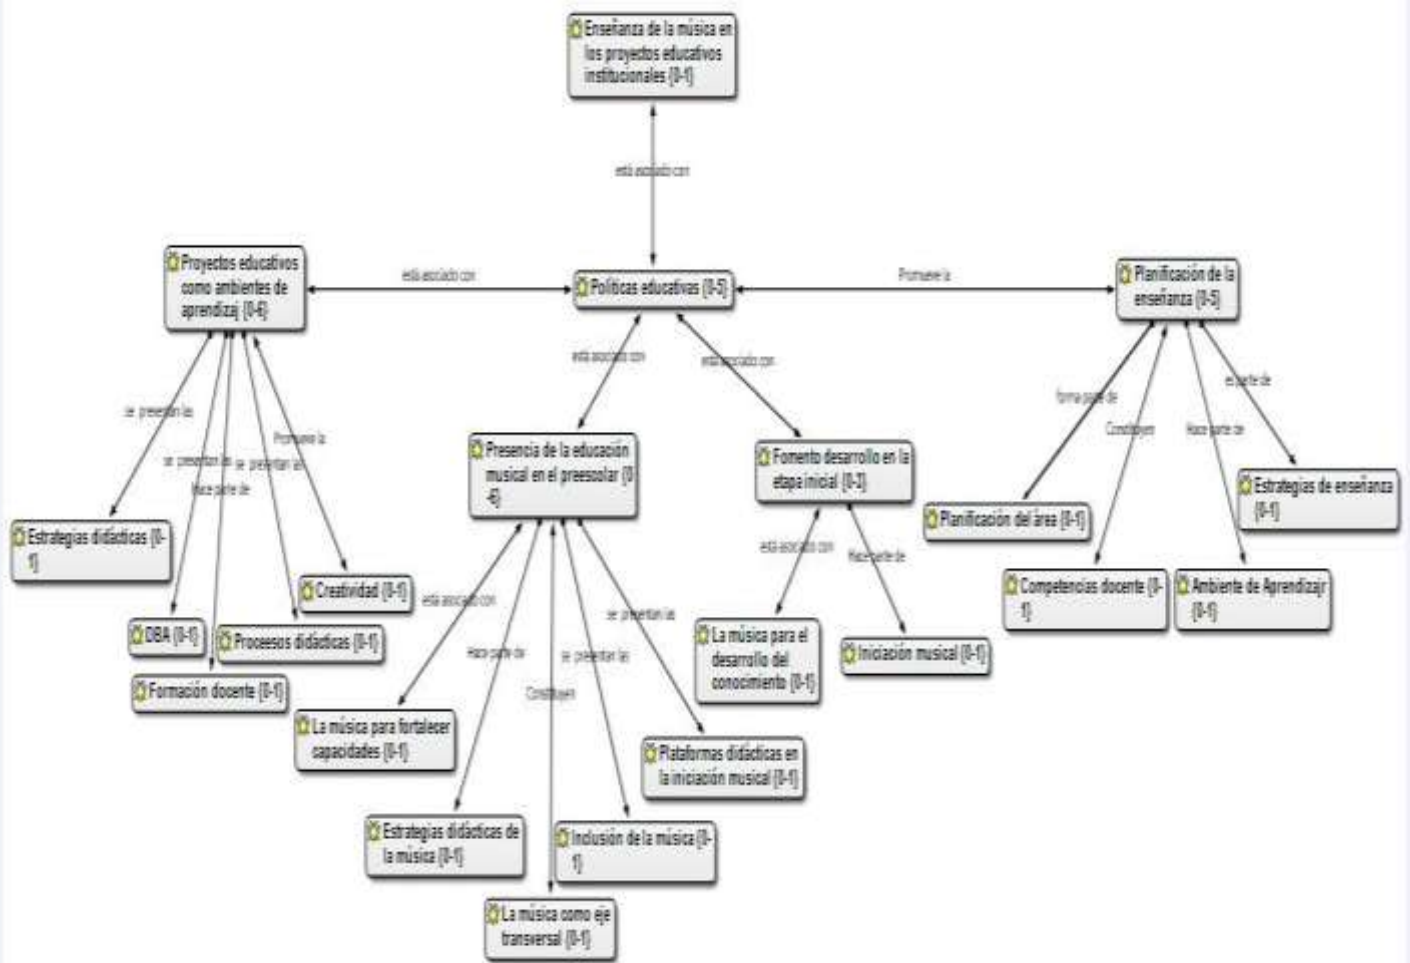 Enseñanza de la música en
los proyectos educativos
institucionales {0-1}
está asociado con
Proyectos educativos
como ambientes de
aprendizaj {0-6}
está asociado con
Políticas educativas {0-5}
Promueve la
Planificación de la
enseñanza {0-5}
está asociado con
está asociado con
se presentan las
se presentan las
se presentan las
Hace parte de
Promueve la
forma parte de
Constituyen
Hace parte de
es parte de
Presencia de la educación
musical en el preescolar {0
-6}
Fomento desarrollo en la
etapa inicial {0-3}
Estrategias de enseñanza
{0-1}
Planificación del área {0-1}
Estrategias didácticas {0-
1}
Creatividad {0-1}
está asociado con
Hace parte de
Competencias docente {0-
1}
Ambiente de Aprendizajr
{0-1}
DBA {0-1}
Proceesos didácticas {0-1}
Formación docente {0-1}
está asociado con
Hace parte de
Constituyen
se presentan las
se presentan las
La música para el
desarrollo del
conocimiento {0-1}
Iniciación musical {0-1}
La música para fortalecer
capacidades {0-1}
Plataformas didácticas en
la iniciación musical {0-1}
Estrategias didácticas de
la música {0-1}
Inclusión de la música {0-
1}
La música como eje
transversal {0-1}